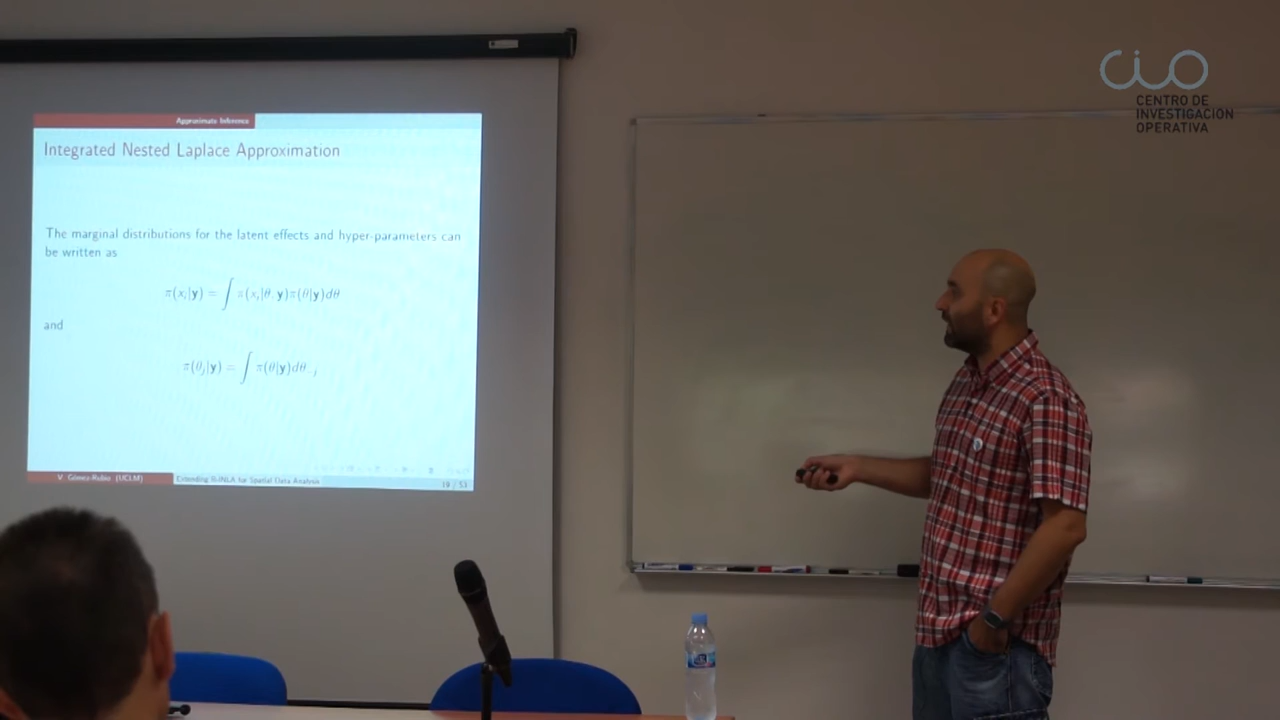 Approximate Inference
Integrated Nested Laplace Approximation
The marginal distributions for the latent effects and hyper-parameters can
be written as
π(xᵢ|y) = ∫ π(xᵢ|θ, y)π(θ|y)dθ
and
π(θⱼ|y) = ∫ π(θ|y)dθ₋ⱼ
V. Gómez-Rubio (UCLM)
Extending R-INLA for Spatial Data Analysis
19 / 53
CIO
CENTRO DE
INVESTIGACION
OPERATIVA